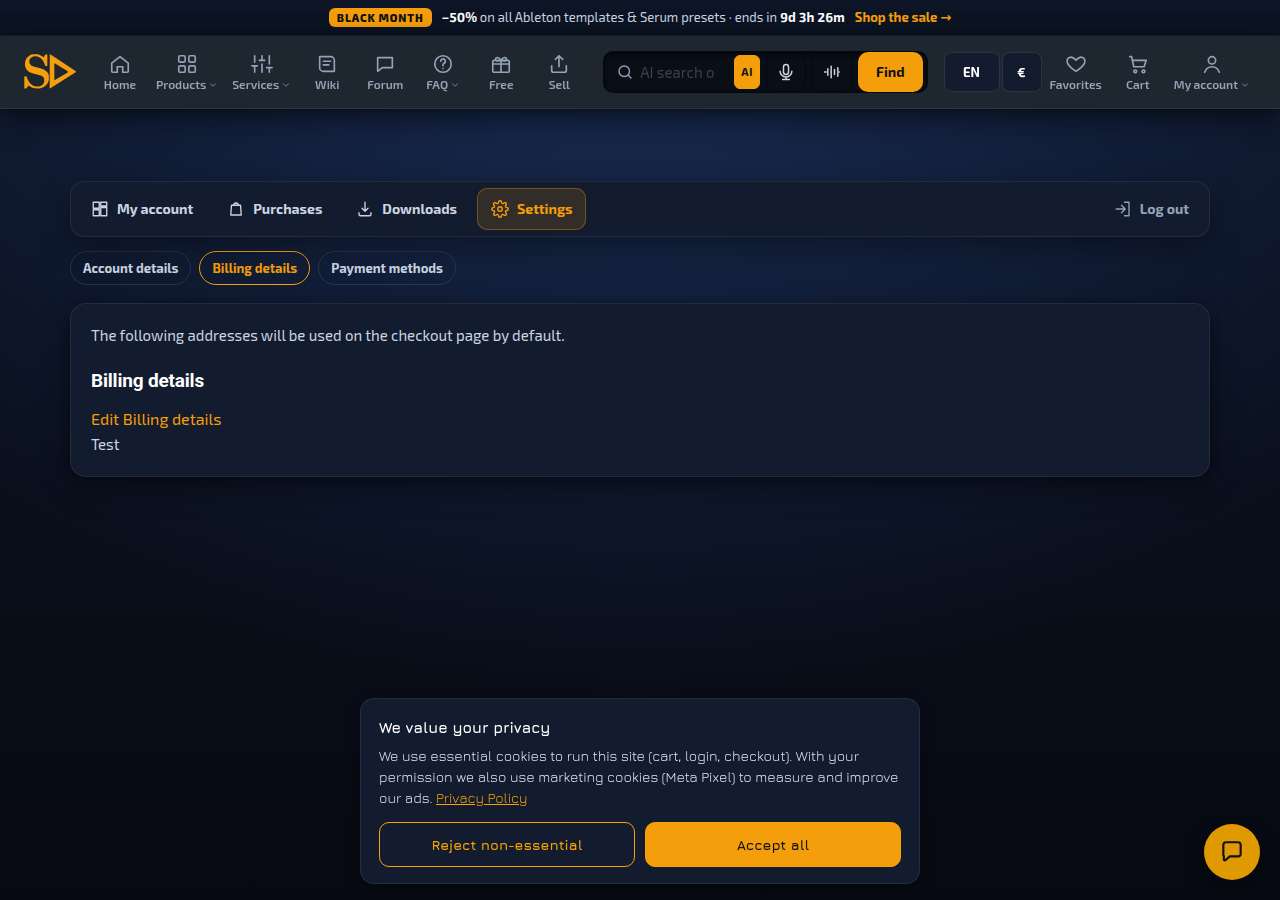 BLACK MONTH −50% on all Ableton templates & Serum presets · ends in 9d 3h 26m Shop the sale →
Home Products Services Wiki Forum FAQ Free Sell AI search o AI Find EN € Favorites Cart My account
My account Purchases Downloads Settings Log out
Account details Billing details Payment methods
The following addresses will be used on the checkout page by default.
Billing details
Edit Billing details
Test
We value your privacy
We use essential cookies to run this site (cart, login, checkout). With your
permission we also use marketing cookies (Meta Pixel) to measure and improve
our ads. Privacy Policy
Reject non-essential Accept all